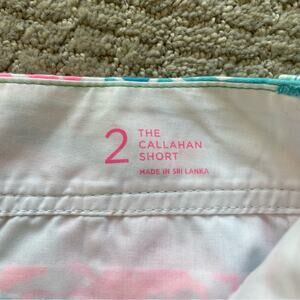 2
THE
CALLAHAN
SHORT
MADE IN SRI LANKA